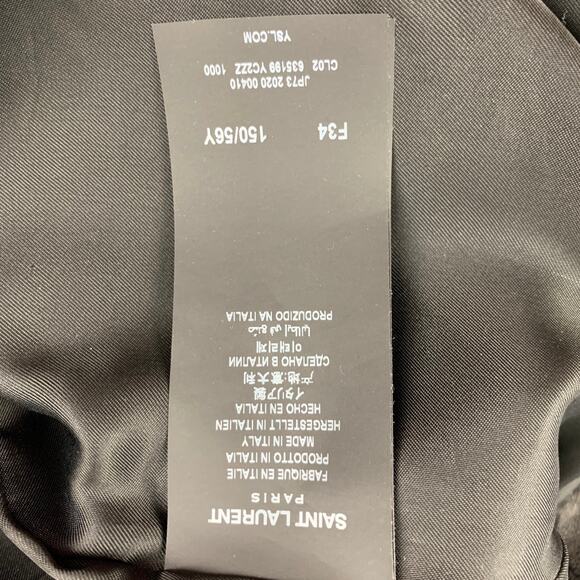 SAINT LAURENT
PARIS
FABRIQUE EN ITALIE
PRODOTTO IN ITALIA
MADE IN ITALY
HERGESTELLT IN ITALIEN
HECHO EN ITALIA
イタリア製
产地:意大利
СДЕЛАНО В ИТАЛИИ
이태리제
صنع في إيطاليا
PRODUZIDO NA ITALIA
F34 150/56Y
JP73 2020 00410
CL02 635199 YC2ZZ 1000
YSL.COM